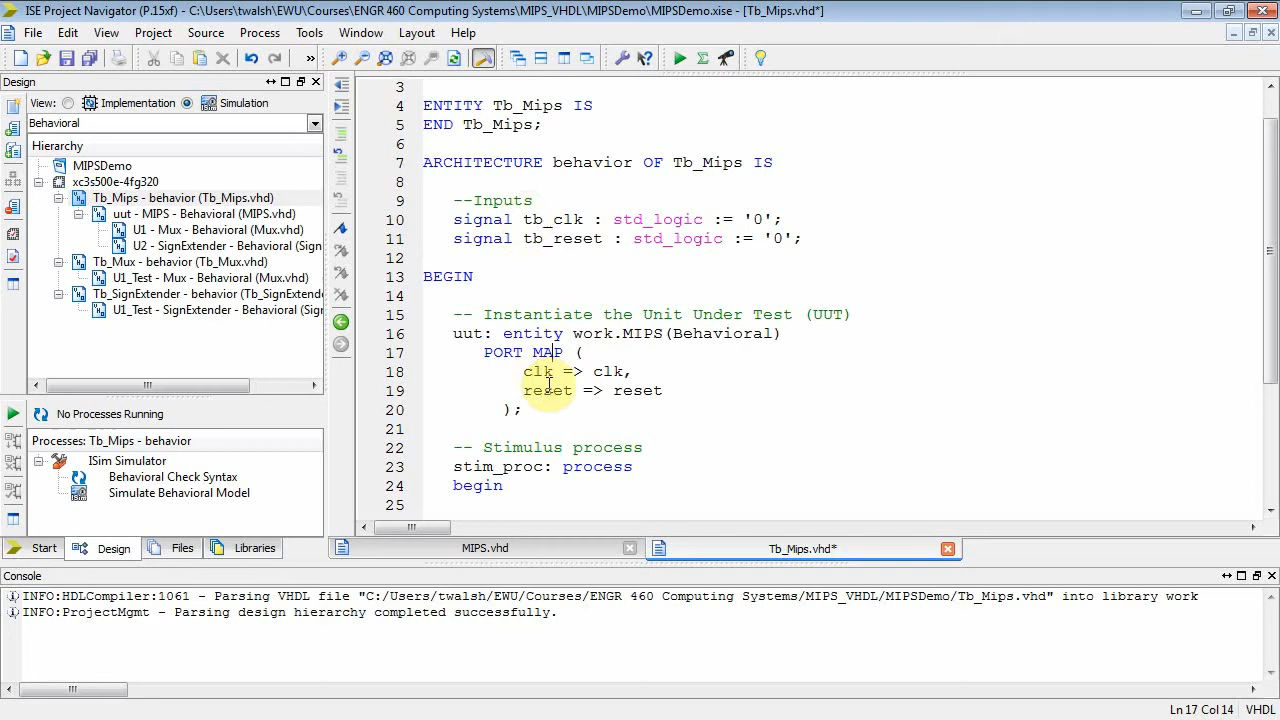 ISE Project Navigator (P.15xf) - C:\Users\twalsh\EWU\Courses\ENGR 460 Computing Systems\MIPS_VHDL\MIPSDemo\MIPSDemo.xise - [Tb_Mips.vhd*]
File Edit View Project Source Process Tools Window Layout Help
»
Design
View: Implementation Simulation
Behavioral
Hierarchy
MIPSDemo
xc3s500e-4fg320
Tb_Mips - behavior (Tb_Mips.vhd)
uut - MIPS - Behavioral (MIPS.vhd)
U1 - Mux - Behavioral (Mux.vhd)
U2 - SignExtender - Behavioral (Sign
Tb_Mux - behavior (Tb_Mux.vhd)
U1_Test - Mux - Behavioral (Mux.vhd)
Tb_SignExtender - behavior (Tb_SignExtende
U1_Test - SignExtender - Behavioral (Sig
No Processes Running
Processes: Tb_Mips - behavior
ISim Simulator
Behavioral Check Syntax
Simulate Behavioral Model
Start Design Files Libraries
3
4 ENTITY Tb_Mips IS
5 END Tb_Mips;
6
7 ARCHITECTURE behavior OF Tb_Mips IS
8
9 --Inputs
10 signal tb_clk : std_logic := '0';
11 signal tb_reset : std_logic := '0';
12
13 BEGIN
14
15 -- Instantiate the Unit Under Test (UUT)
16 uut: entity work.MIPS(Behavioral)
17 PORT MAP (
18 clk => clk,
19 reset => reset
20 );
21
22 -- Stimulus process
23 stim_proc: process
24 begin
25
MIPS.vhd Tb_Mips.vhd*
Console
INFO:HDLCompiler:1061 - Parsing VHDL file "C:/Users/twalsh/EWU/Courses/ENGR 460 Computing Systems/MIPS_VHDL/MIPSDemo/Tb_Mips.vhd" into library work
INFO:ProjectMgmt - Parsing design hierarchy completed successfully.
Ln 17 Col 14 VHDL